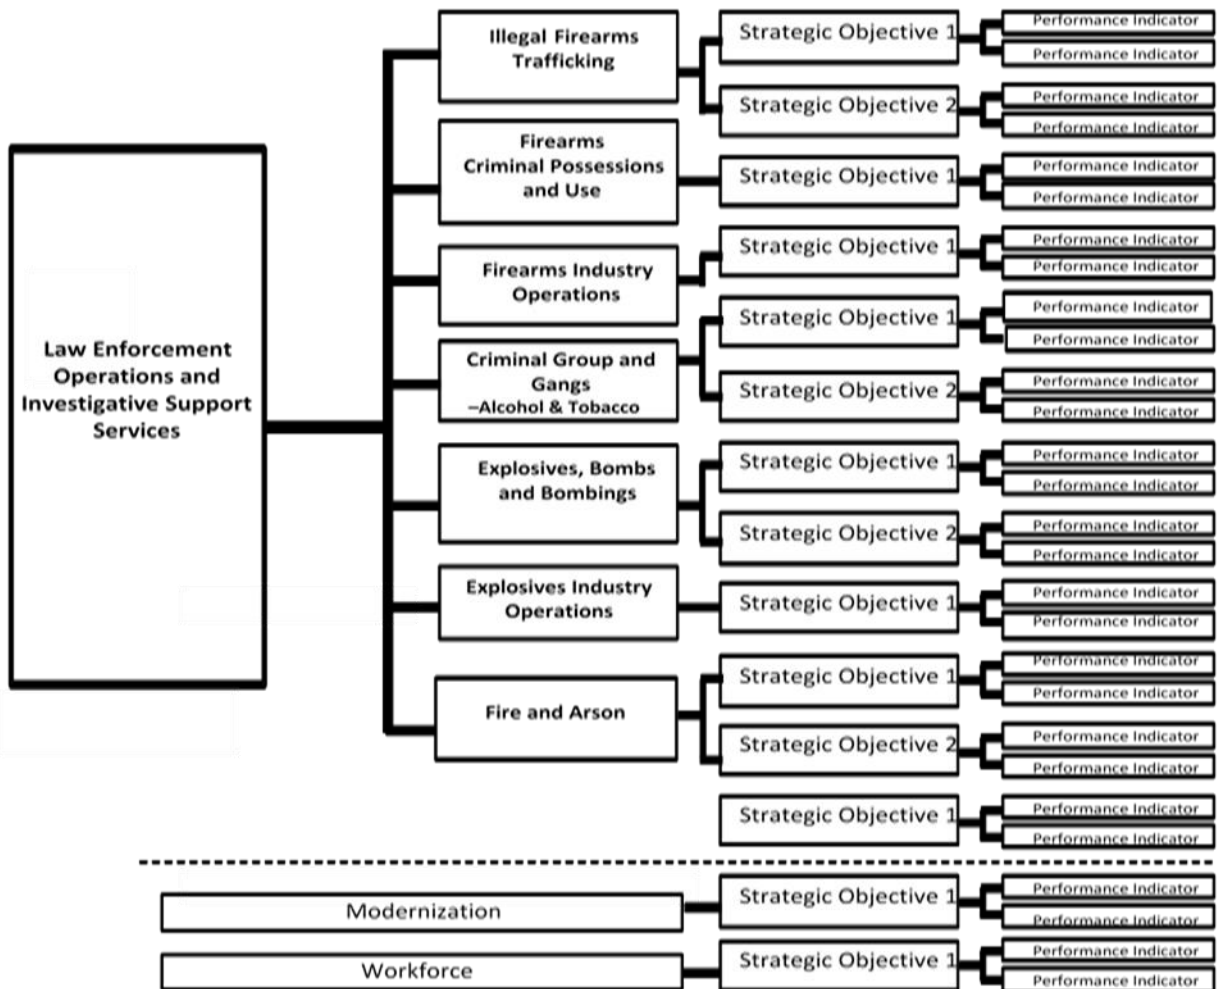 Law Enforcement
Operations and
Investigative Support
Services
Illegal Firearms
Trafficking
Strategic Objective 1
Performance Indicator
Performance Indicator
Strategic Objective 2
Performance Indicator
Performance Indicator
Firearms
Criminal Possessions
and Use
Strategic Objective 1
Performance Indicator
Performance Indicator
Firearms Industry
Operations
Strategic Objective 1
Performance Indicator
Performance Indicator
Criminal Group and
Gangs
–Alcohol & Tobacco
Strategic Objective 1
Performance Indicator
Performance Indicator
Strategic Objective 2
Performance Indicator
Performance Indicator
Explosives, Bombs
and Bombings
Strategic Objective 1
Performance Indicator
Performance Indicator
Strategic Objective 2
Performance Indicator
Performance Indicator
Explosives Industry
Operations
Strategic Objective 1
Performance Indicator
Performance Indicator
Fire and Arson
Strategic Objective 1
Performance Indicator
Performance Indicator
Strategic Objective 2
Performance Indicator
Performance Indicator
Strategic Objective 1
Performance Indicator
Performance Indicator
Modernization
Strategic Objective 1
Performance Indicator
Performance Indicator
Workforce
Strategic Objective 1
Performance Indicator
Performance Indicator